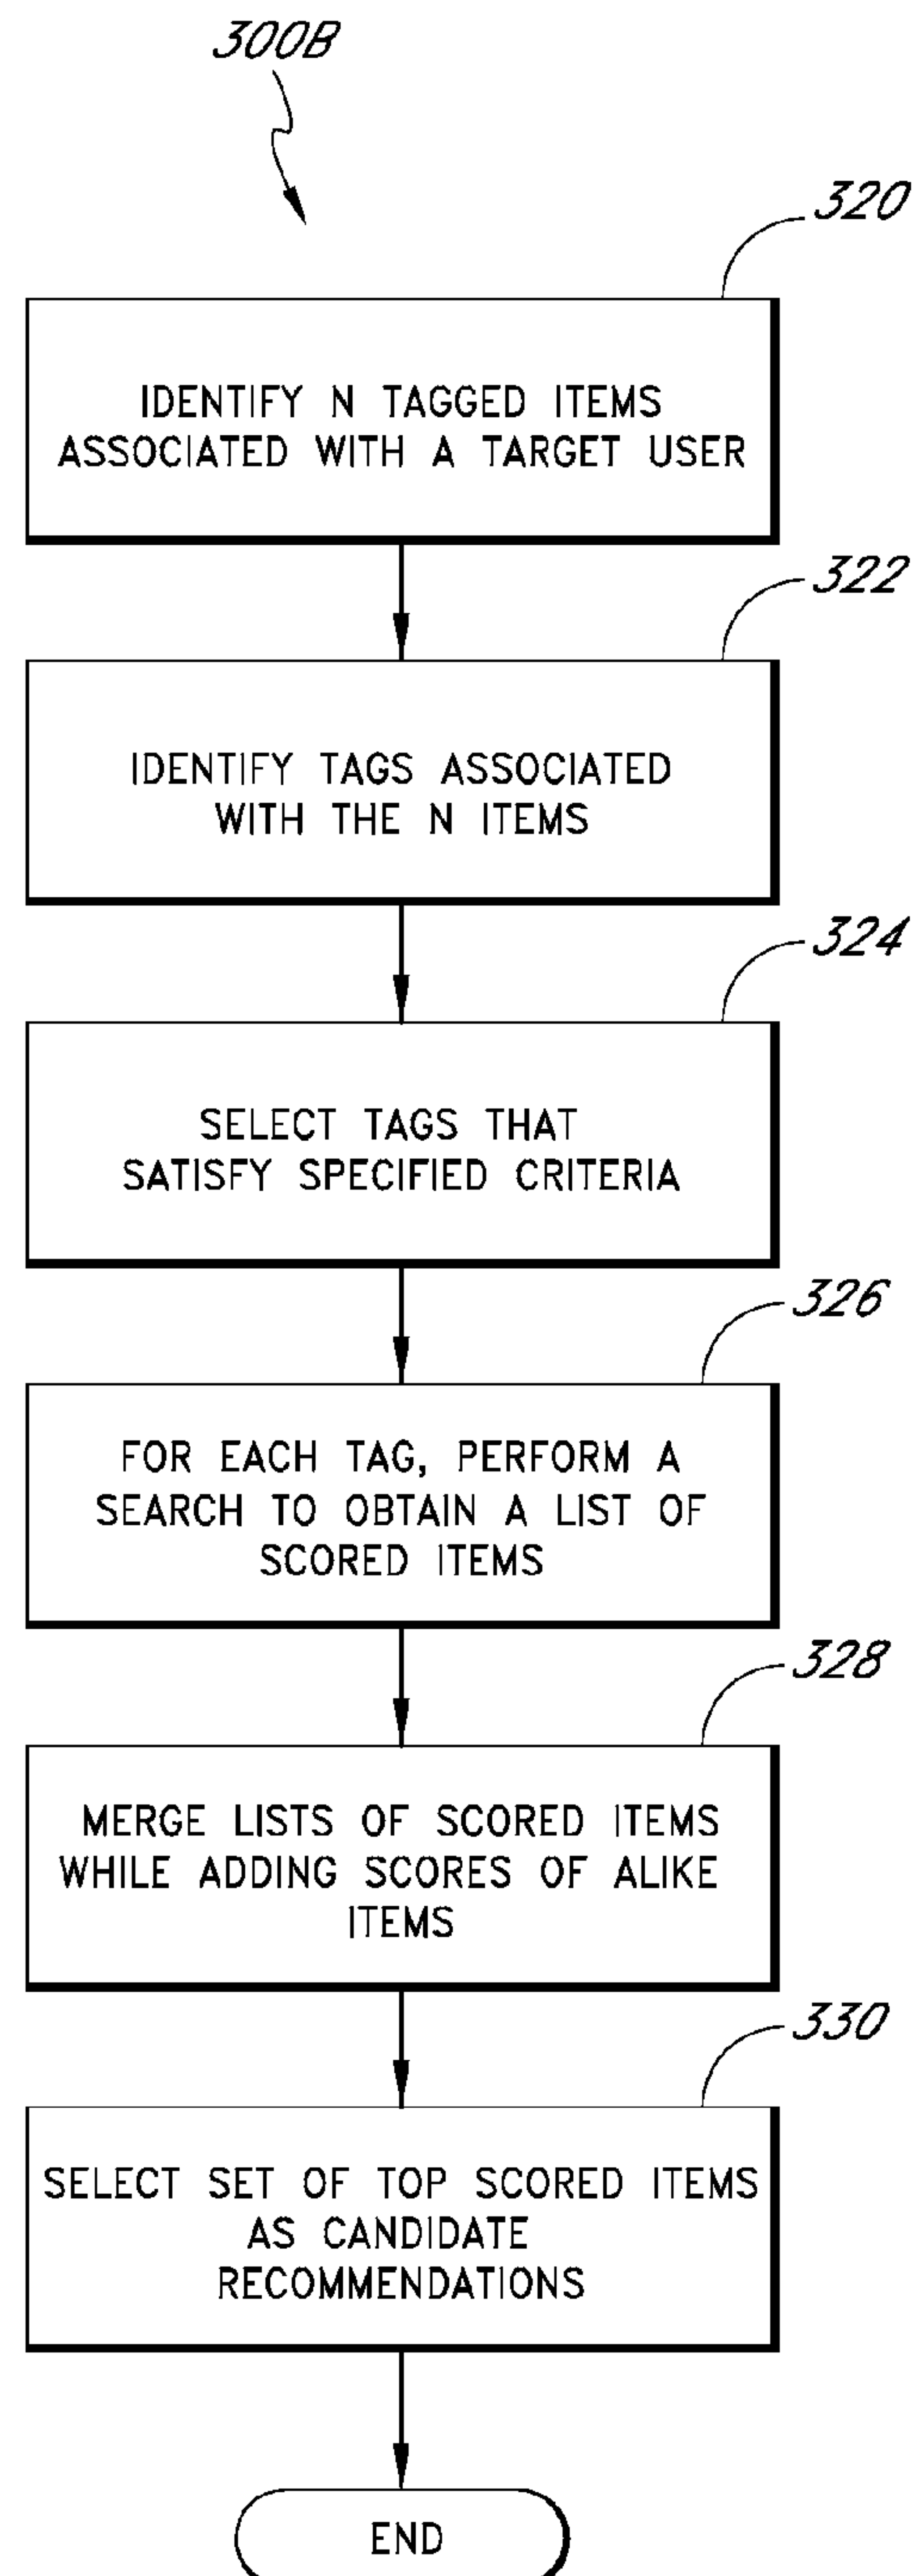 300B
320
IDENTIFY N TAGGED ITEMS
ASSOCIATED WITH A TARGET USER
322
IDENTIFY TAGS ASSOCIATED
WITH THE N ITEMS
324
SELECT TAGS THAT
SATISFY SPECIFIED CRITERIA
326
FOR EACH TAG, PERFORM A
SEARCH TO OBTAIN A LIST OF
SCORED ITEMS
328
MERGE LISTS OF SCORED ITEMS
WHILE ADDING SCORES OF ALIKE
ITEMS
330
SELECT SET OF TOP SCORED ITEMS
AS CANDIDATE
RECOMMENDATIONS
END